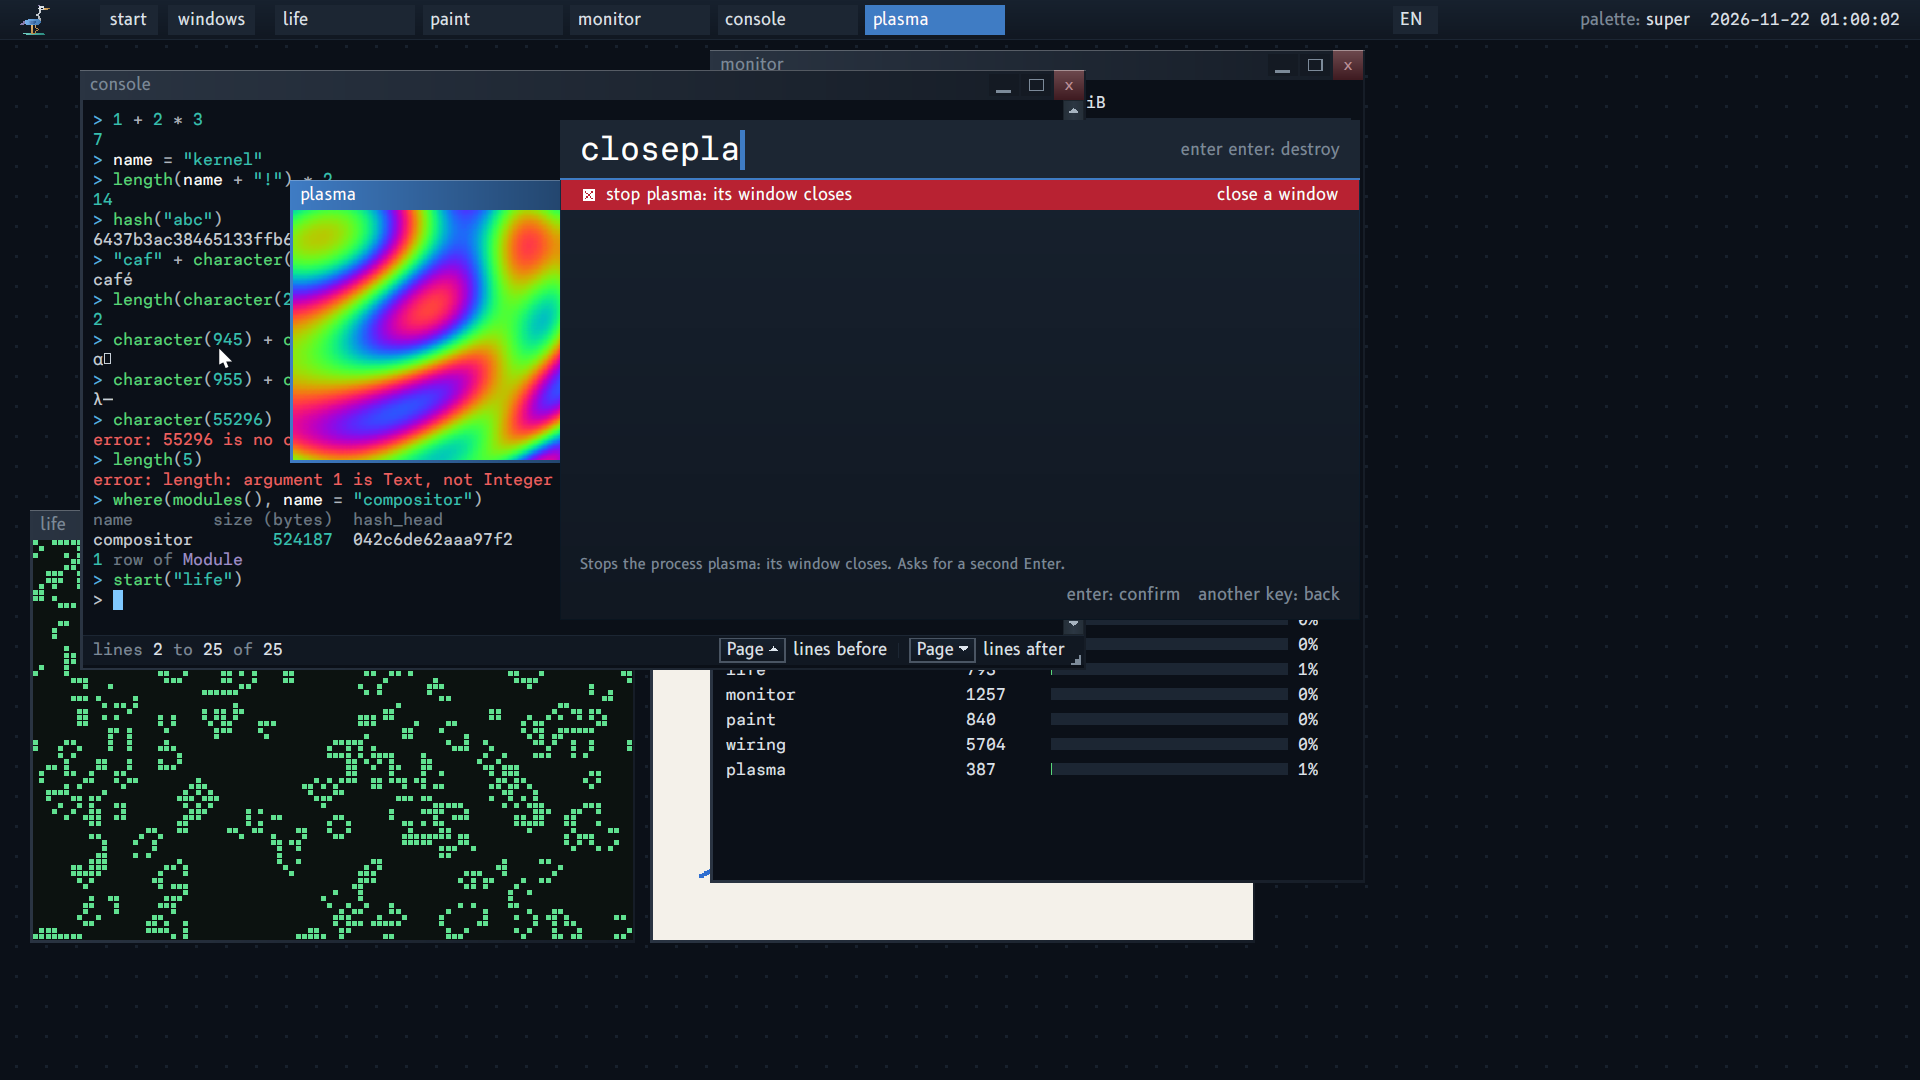 start windows life paint monitor console plasma EN palette: super 2026-11-22 01:00:02
monitor
x
console
x
iB
> 1 + 2 * 3
7
> name = "kernel"
> length(name + "!") * 2
14
> hash("abc")
6437b3ac38465133ffb6
> "caf" + character(
café
> length(character(2
2
> character(945) + c
α▯
> character(955) + c
λ—
> character(55296)
error: 55296 is no c
> length(5)
error: length: argument 1 is Text, not Integer
> where(modules(), name = "compositor")
name size (bytes) hash_head
compositor 524187 042c6de62aaa97f2
1 row of Module
> start("life")
>
lines 2 to 25 of 25 Page lines before Page lines after
plasma
closepla enter enter: destroy
stop plasma: its window closes close a window
Stops the process plasma: its window closes. Asks for a second Enter.
enter: confirm another key: back
life
0%
0%
life 793 1%
monitor 1257 0%
paint 840 0%
wiring 5704 0%
plasma 387 1%